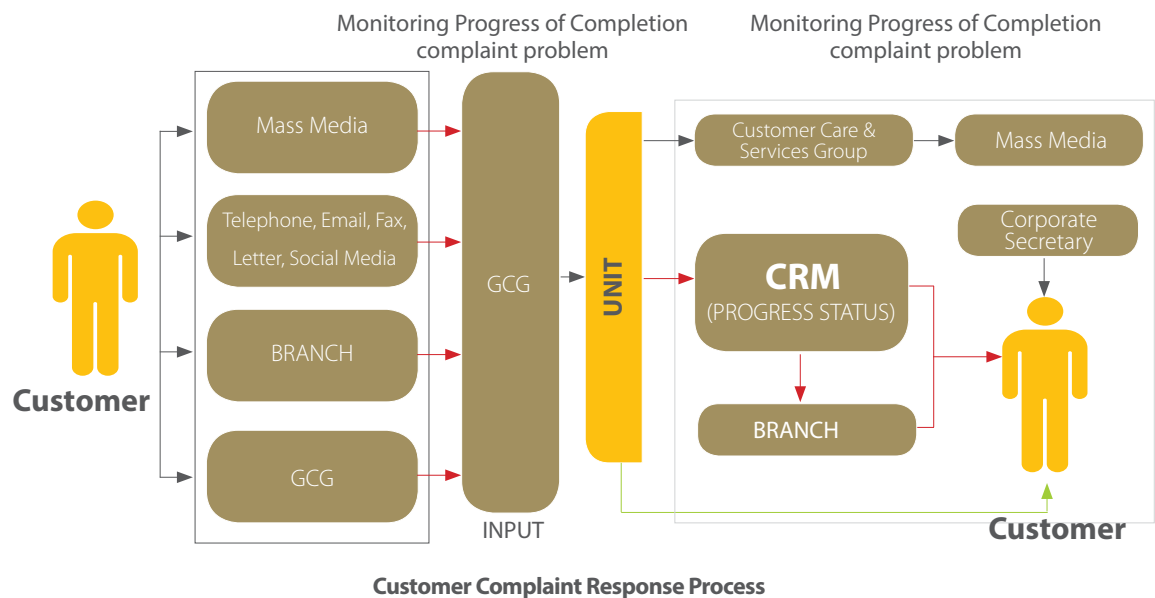 Monitoring Progress of Completion
complaint problem
Monitoring Progress of Completion
complaint problem
Mass Media
Telephone, Email, Fax,
Letter, Social Media
BRANCH
GCG
Customer
GCG
INPUT
UNIT
Customer Care &
Services Group
Mass Media
Corporate
Secretary
CRM
(PROGRESS STATUS)
BRANCH
Customer
Customer Complaint Response Process